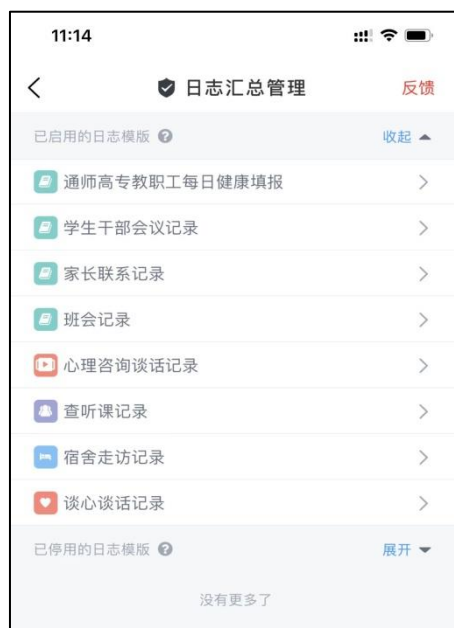 11:14
日志汇总管理 反馈
已启用的日志模版 收起
通师高专教职工每日健康填报
学生干部会议记录
家长联系记录
班会记录
心理咨询谈话记录
查听课记录
宿舍走访记录
谈心谈话记录
已停用的日志模版 展开
没有更多了